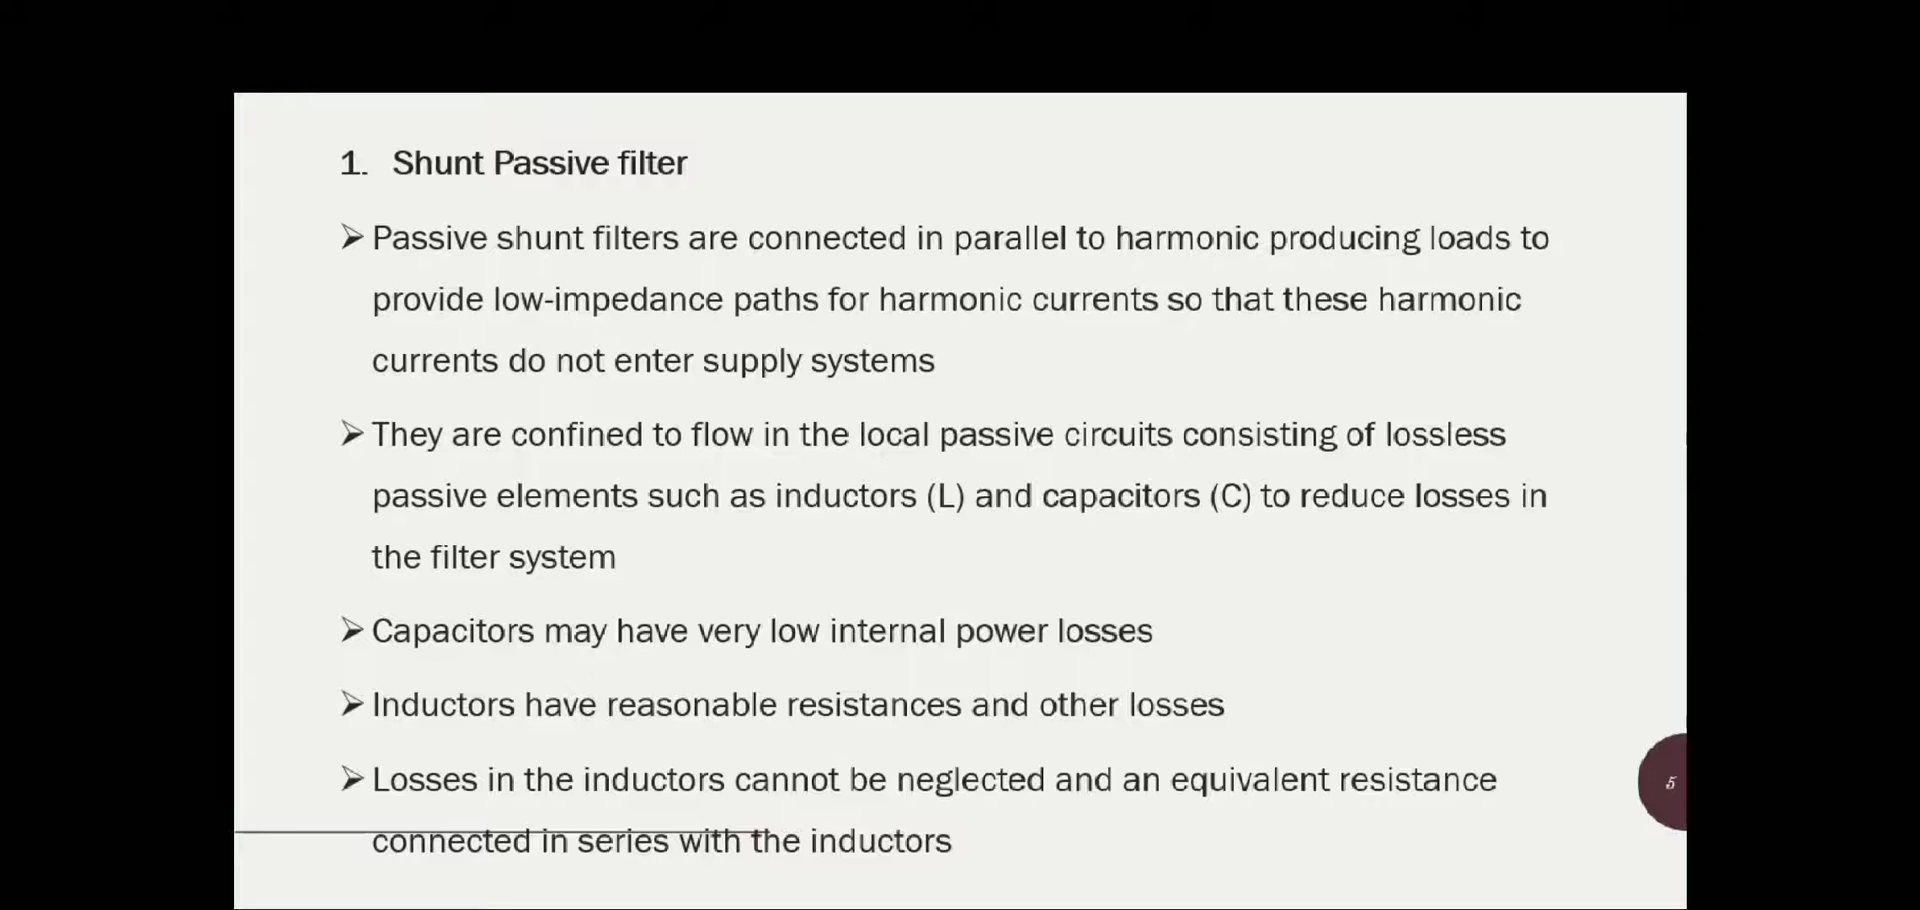 1. Shunt Passive filter
➢ Passive shunt filters are connected in parallel to harmonic producing loads to
provide low-impedance paths for harmonic currents so that these harmonic
currents do not enter supply systems
➢ They are confined to flow in the local passive circuits consisting of lossless
passive elements such as inductors (L) and capacitors (C) to reduce losses in
the filter system
➢ Capacitors may have very low internal power losses
➢ Inductors have reasonable resistances and other losses
➢ Losses in the inductors cannot be neglected and an equivalent resistance
connected in series with the inductors
5